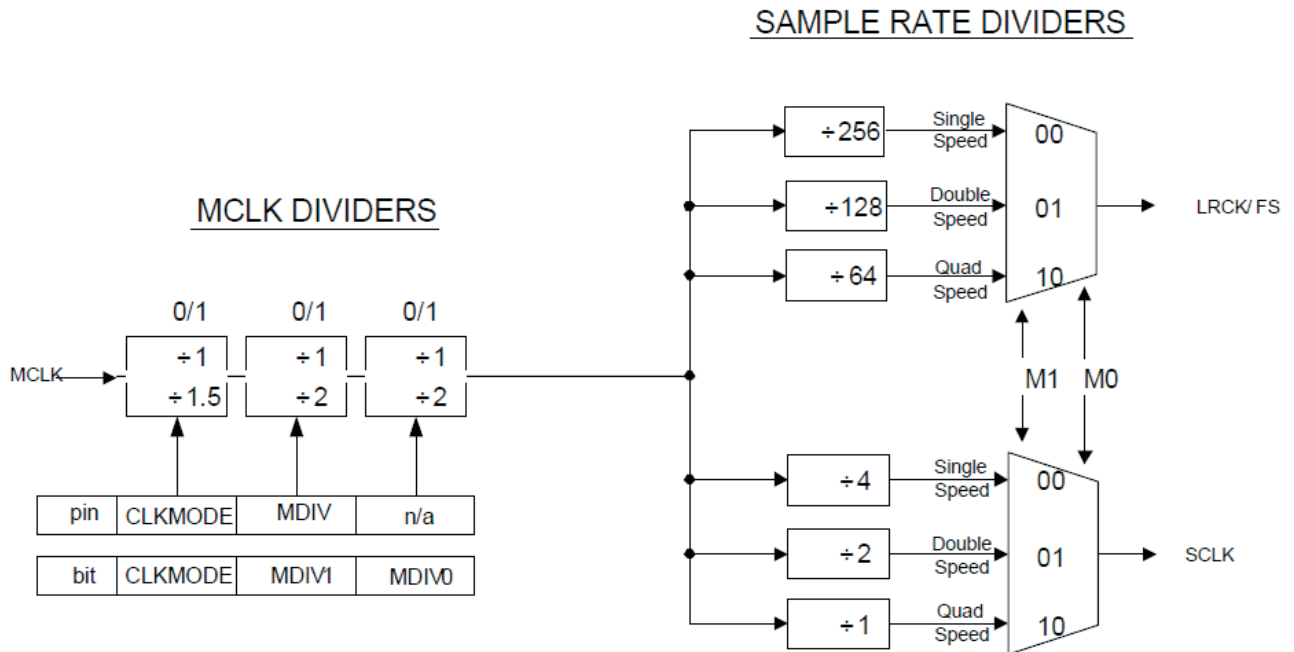 SAMPLE RATE DIVIDERS
÷256
Single
Speed
00
÷128
Double
Speed
01
LRCK/ FS
÷64
Quad
Speed
10
MCLK DIVIDERS
0/1
0/1
0/1
MCLK
÷1
÷1.5
÷1
÷2
÷1
÷2
M1
M0
pin CLKMODE MDIV n/a
bit CLKMODE MDIV1 MDIV0
÷4
Single
Speed
00
÷2
Double
Speed
01
SCLK
÷1
Quad
Speed
10